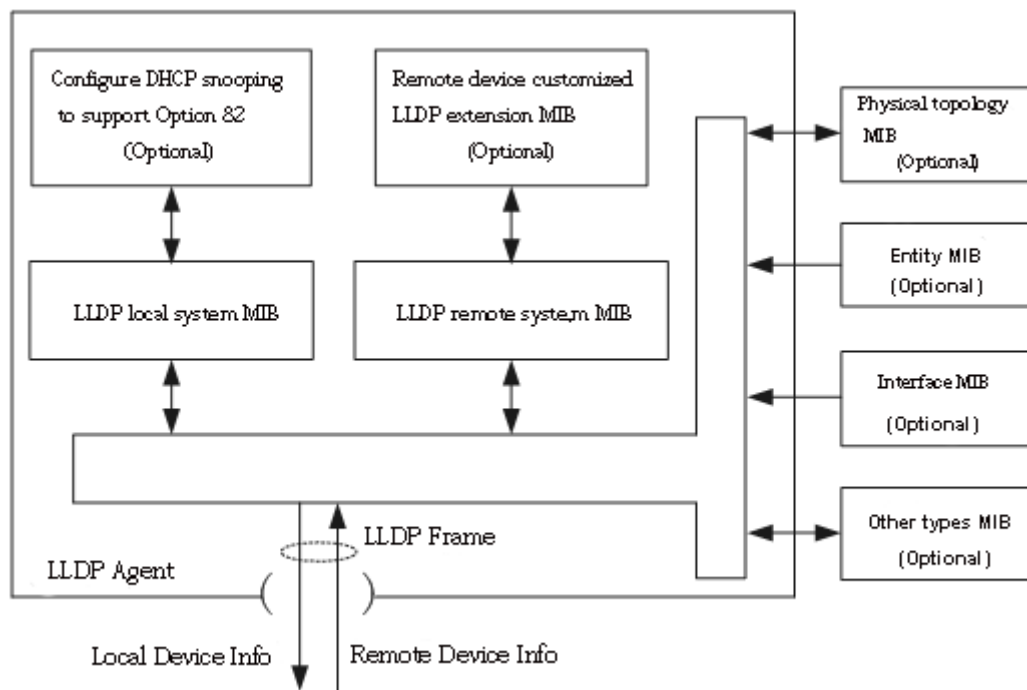 Configure DHCP snooping
to support Option 82
(Optional)
Remote device customized
LLDP extension MIB
(Optional)
Physical topology
MIB
(Optional)
Entity MIB
(Optional)
LLDP local system MIB
LLDP remote syste,m MIB
Interface MIB
(Optional)
Other types MIB
(Optional)
LLDP Frame
LLDP Agent
Local Device Info
Remote Device Info